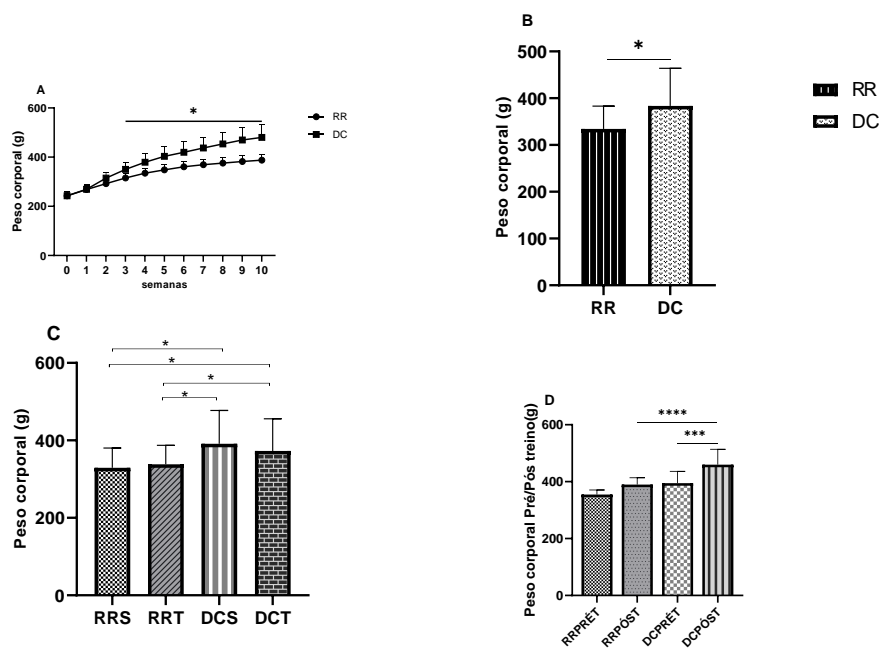 A
Peso corporal (g)
600
400
200
0
*
RR
DC
0 1 2 3 4 5 6 7 8 9 10
semanas
B
Peso corporal (g)
500
400
300
200
100
0
*
RR DC
RR
DC
C
Peso corporal (g)
600
400
200
0
*
*
*
*
RRS RRT DCS DCT
D
Peso corporal Pré/Pós treino(g)
600
400
200
0
****
***
RRPRÉT RRPÓST DCPRÉT DCPÓST